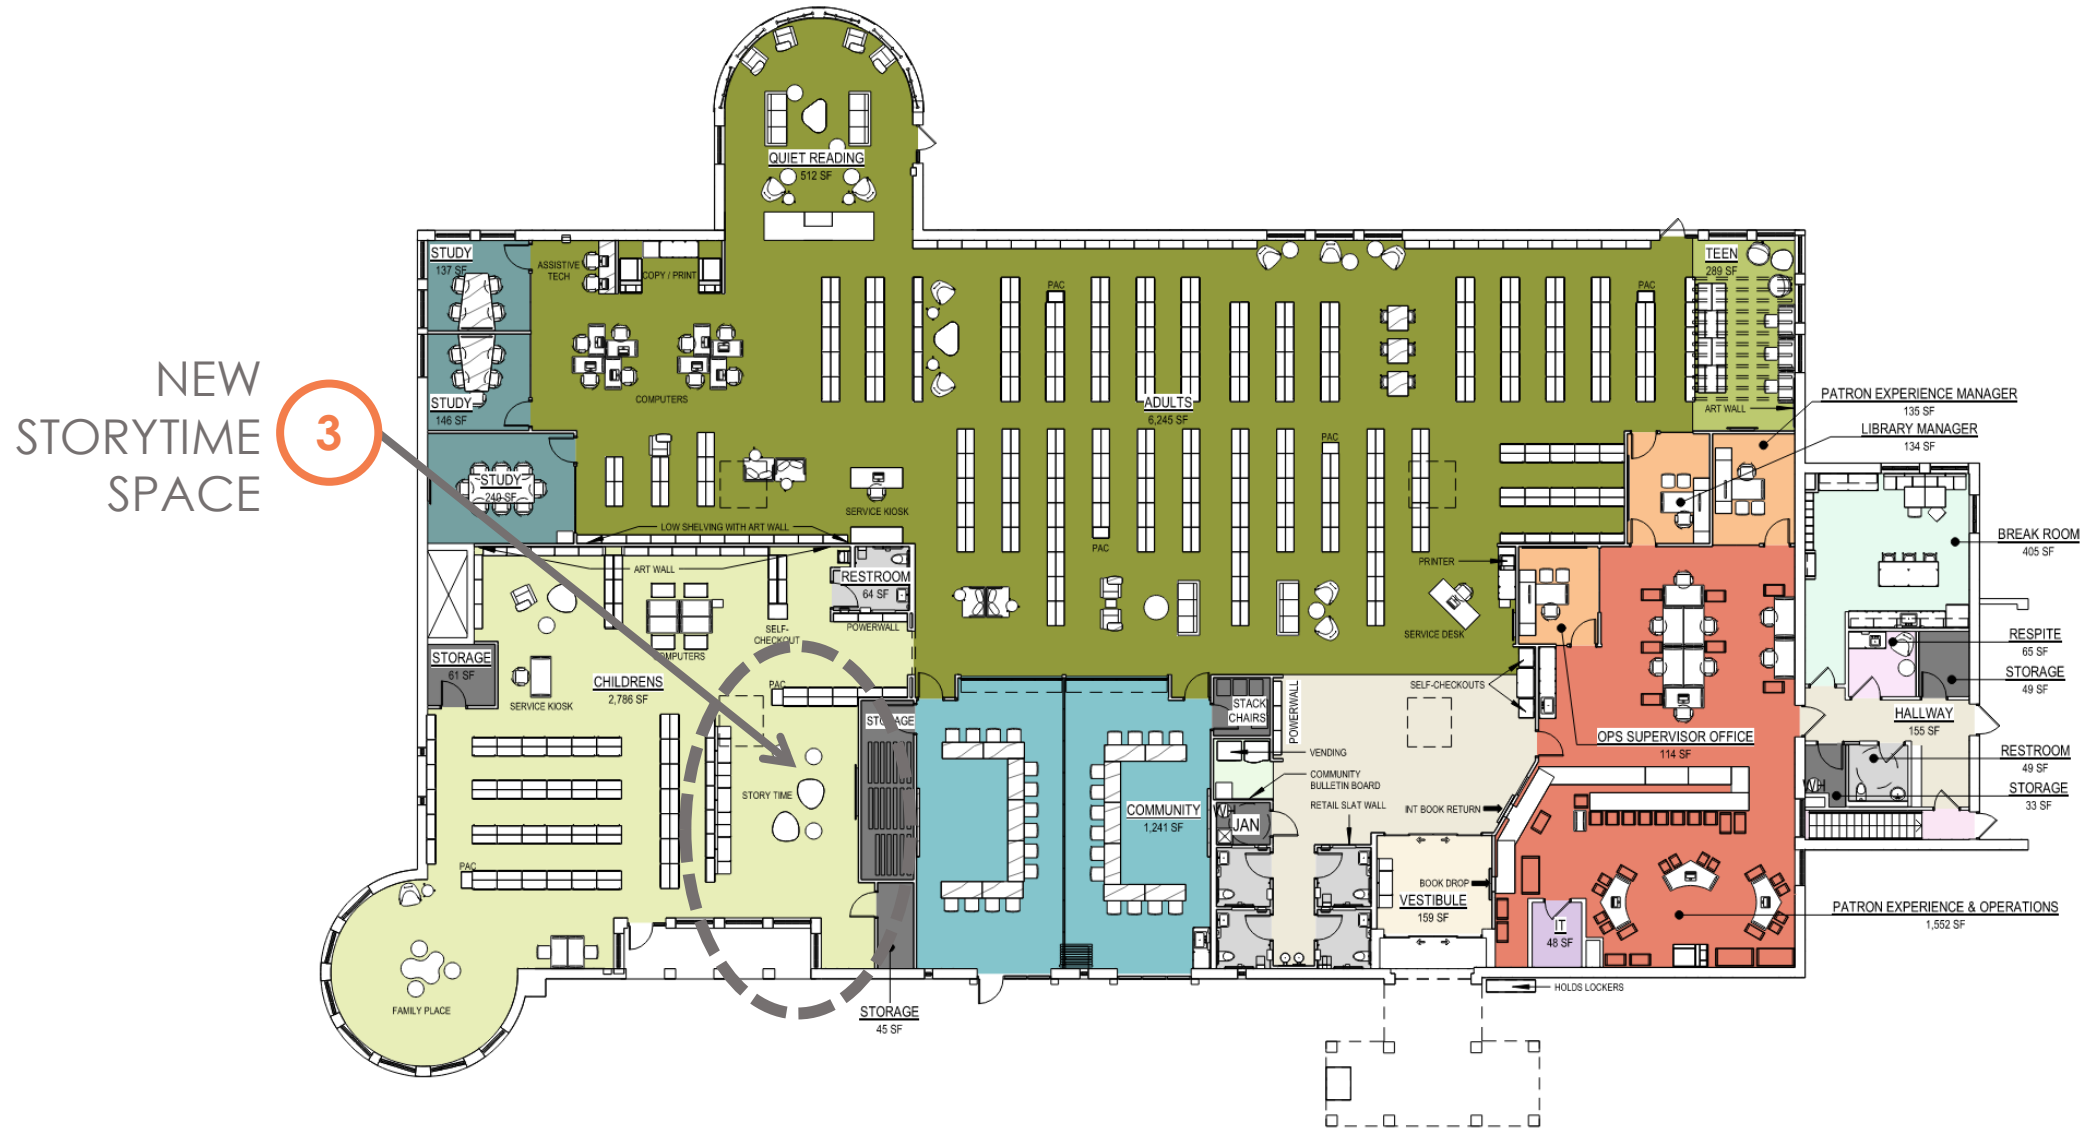 NEW
STORYTIME
SPACE
3
QUIET READING
512 SF
STUDY
137 SF
ASSISTIVE
TECH
COPY / PRINT
STUDY
146 SF
COMPUTERS
STUDY
240 SF
SERVICE KIOSK
LOW SHELVING WITH ART WALL
PAC
ADULTS
6,245 SF
PAC
PAC
PAC
TEEN
289 SF
ART WALL
PATRON EXPERIENCE MANAGER
135 SF
LIBRARY MANAGER
134 SF
BREAK ROOM
405 SF
RESPITE
65 SF
STORAGE
49 SF
HALLWAY
155 SF
RESTROOM
49 SF
STORAGE
33 SF
WH
PATRON EXPERIENCE & OPERATIONS
1,552 SF
ART WALL
RESTROOM
64 SF
POWERWALL
SELF-
CHECKOUT
COMPUTERS
STORAGE
61 SF
CHILDRENS
2,786 SF
SERVICE KIOSK
PAC
STORAGE
STORY TIME
PAC
FAMILY PLACE
STORAGE
45 SF
COMMUNITY
1,241 SF
STACK
CHAIRS
POWERWALL
VENDING
COMMUNITY
BULLETIN BOARD
RETAIL SLAT WALL
WH
JAN
PRINTER
SERVICE DESK
SELF-CHECKOUTS
OPS SUPERVISOR OFFICE
114 SF
INT BOOK RETURN
BOOK DROP
VESTIBULE
159 SF
IT
48 SF
HOLDS LOCKERS